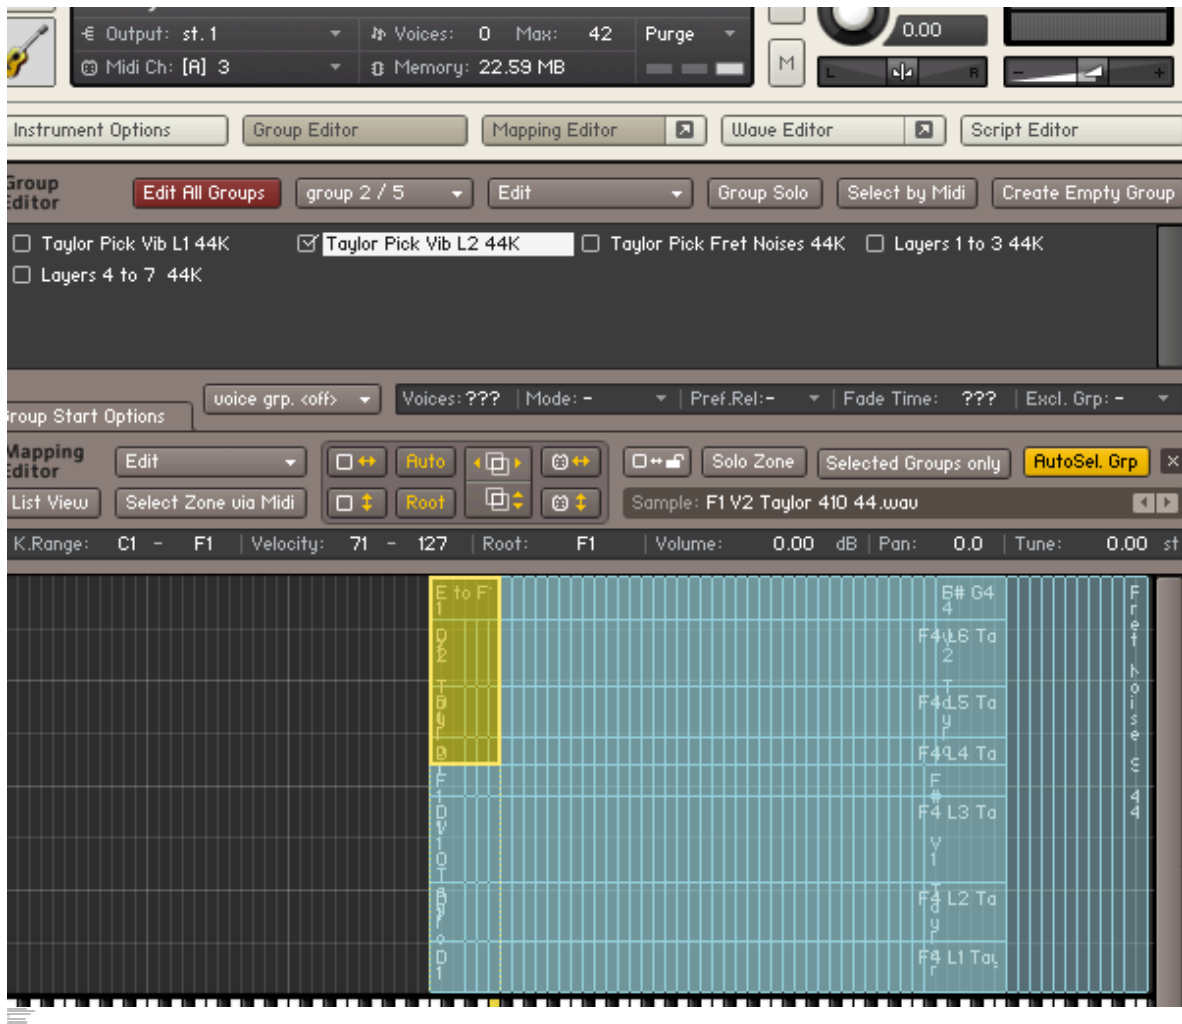 Output: st.1
Voices: 0 Max: 42
Purge
0.00
Midi Ch: [A] 3
Memory: 22.59 MB
M
L R
- +
Instrument Options
Group Editor
Mapping Editor
Wave Editor
Script Editor
Edit All Groups
group 2 / 5
Edit
Group Solo
Select by Midi
Create Empty Group
Taylor Pick Vib L1 44K
Taylor Pick Vib L2 44K
Taylor Pick Fret Noises 44K
Layers 1 to 3 44K
Layers 4 to 7 44K
voice grp. <off>
Voices: ??? | Mode: -
| Pref.Rel:-
| Fade Time: ???
| Excl. Grp: -
Group Start Options
Mapping
Editor
Edit
Auto
Solo Zone
Selected Groups only
AutoSel. Grp
×
List View
Select Zone via Midi
Root
Sample: F1 V2 Taylor 410 44.wav
K.Range: C1 - F1 | Velocity: 71 - 127 | Root: F1 | Volume: 0.00 dB | Pan: 0.0 | Tune: 0.00 st
E to F
G4
L6 Ta
L5 Ta
L4 Ta
F4 L3 Ta
F4 L2 Ta
F4 L1 Tay
Fret Noises 44